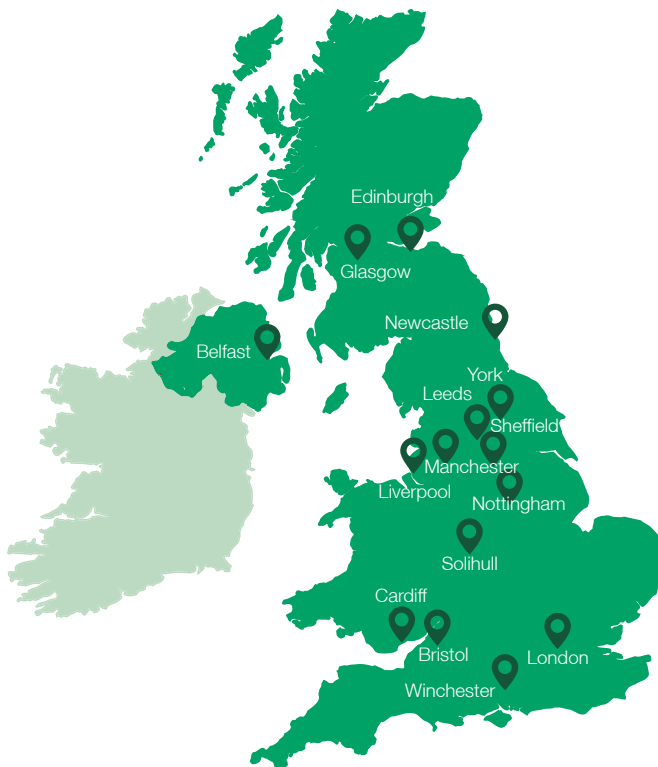 Edinburgh
Glasgow
Newcastle
Belfast
York
Leeds
Sheffield
Manchester
Liverpool
Nottingham
Solihull
Cardiff
Bristol
London
Winchester